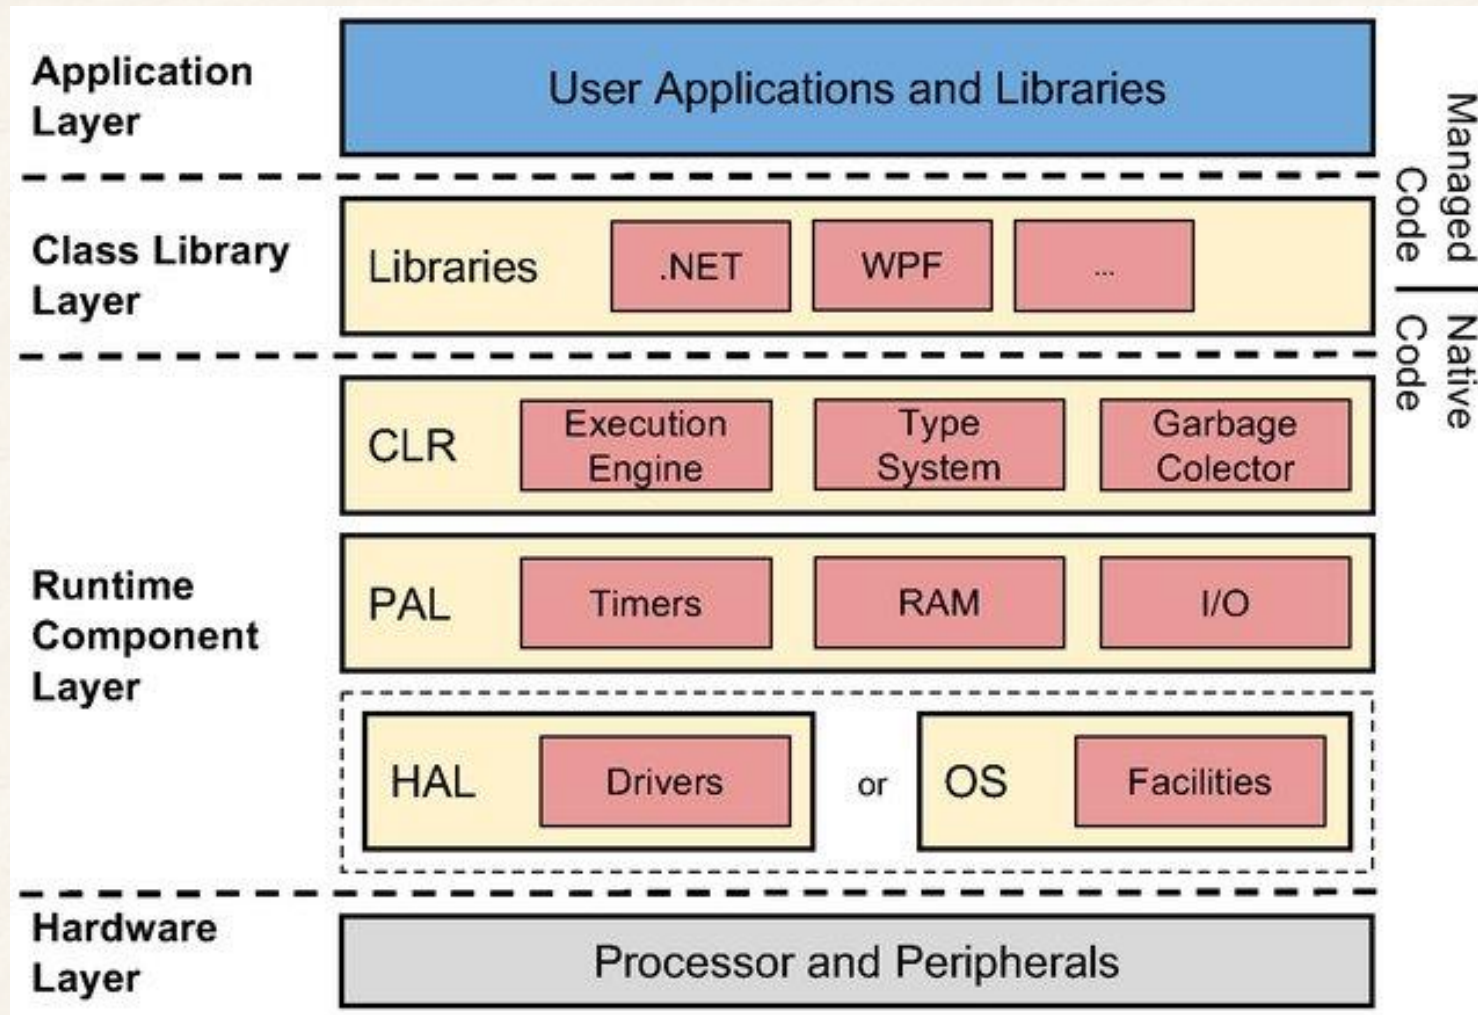 Application
Layer
User Applications and Libraries
Class Library
Layer
Libraries
.NET
WPF
...
Managed
Code
Native
Code
Runtime
Component
Layer
CLR
Execution
Engine
Type
System
Garbage
Colector
PAL
Timers
RAM
I/O
HAL
Drivers
or
OS
Facilities
Hardware
Layer
Processor and Peripherals